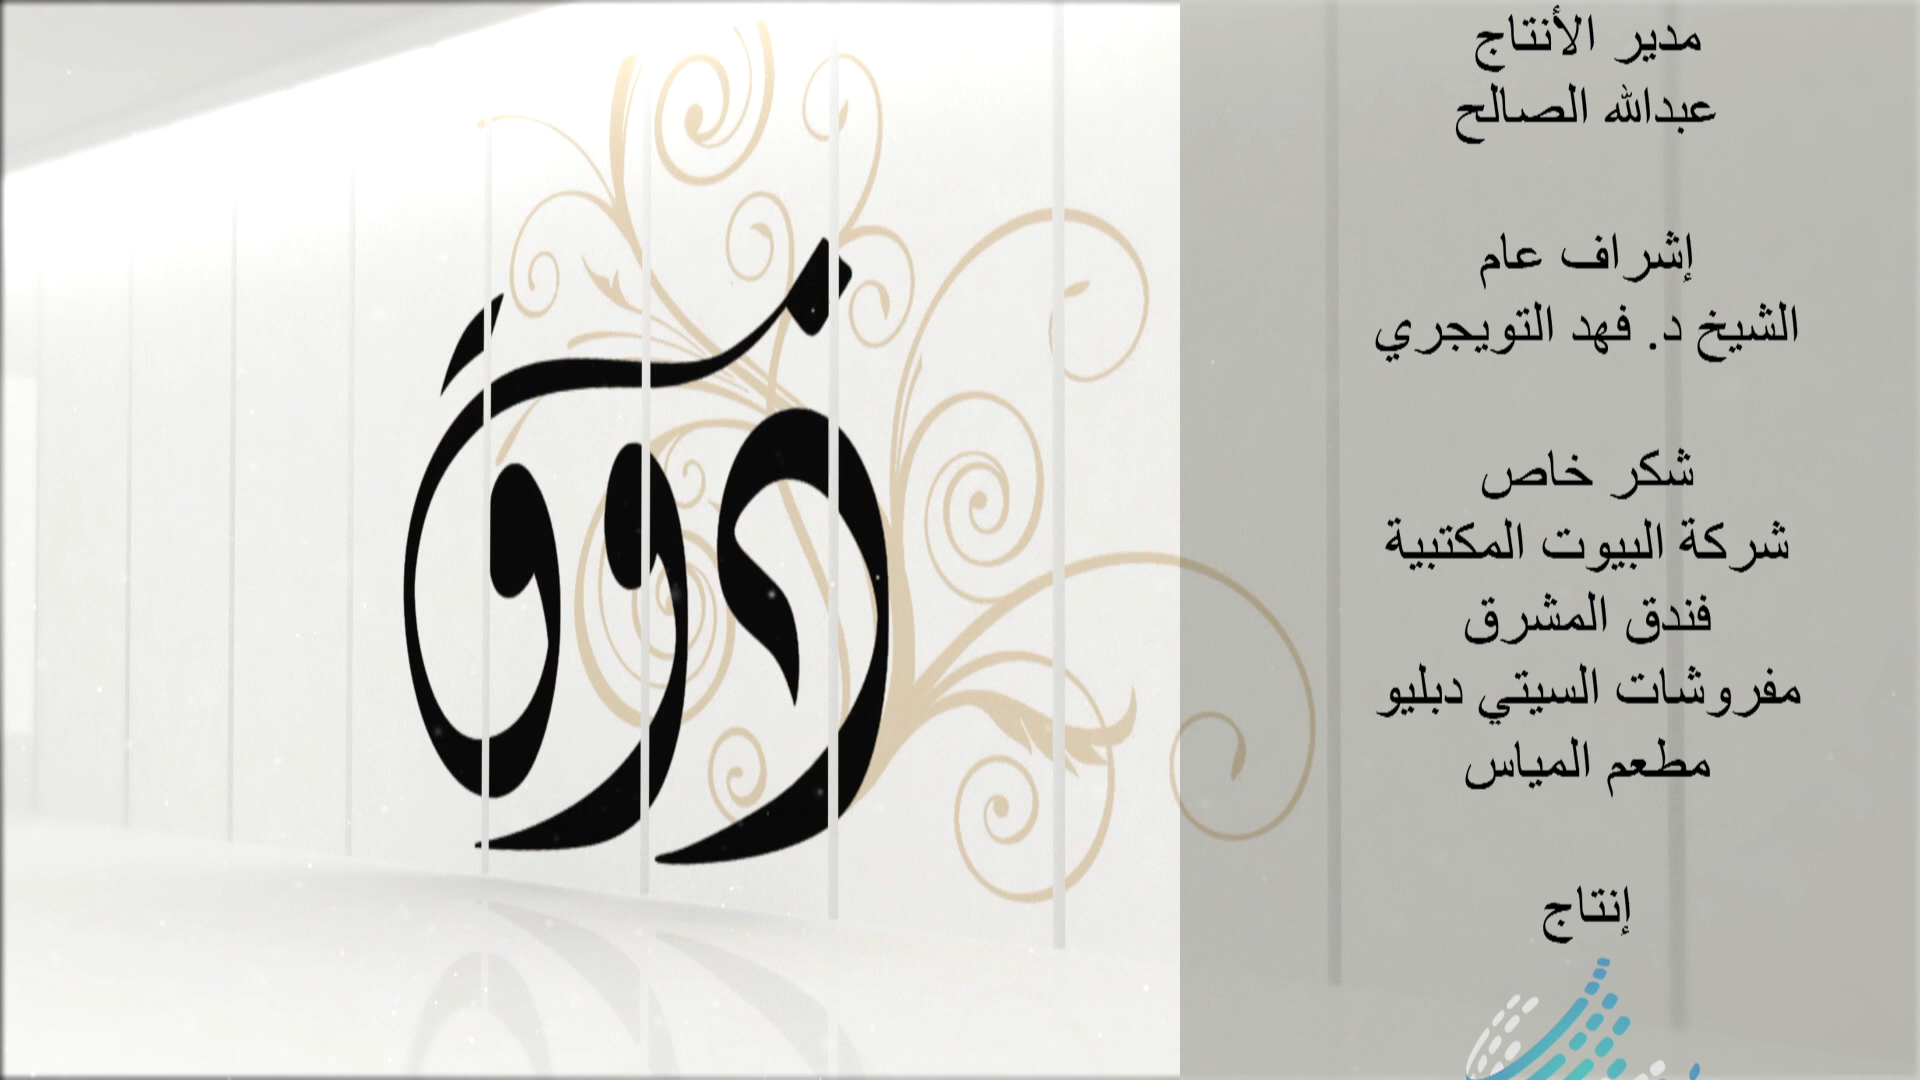 مدير الأنتاج
عبدالله الصالح
إشراف عام
الشيخ د. فهد التويجري
شكر خاص
شركة البيوت المكتبية
فندق المشرق
مفروشات السيتي دبليو
مطعم المياس
إنتاج